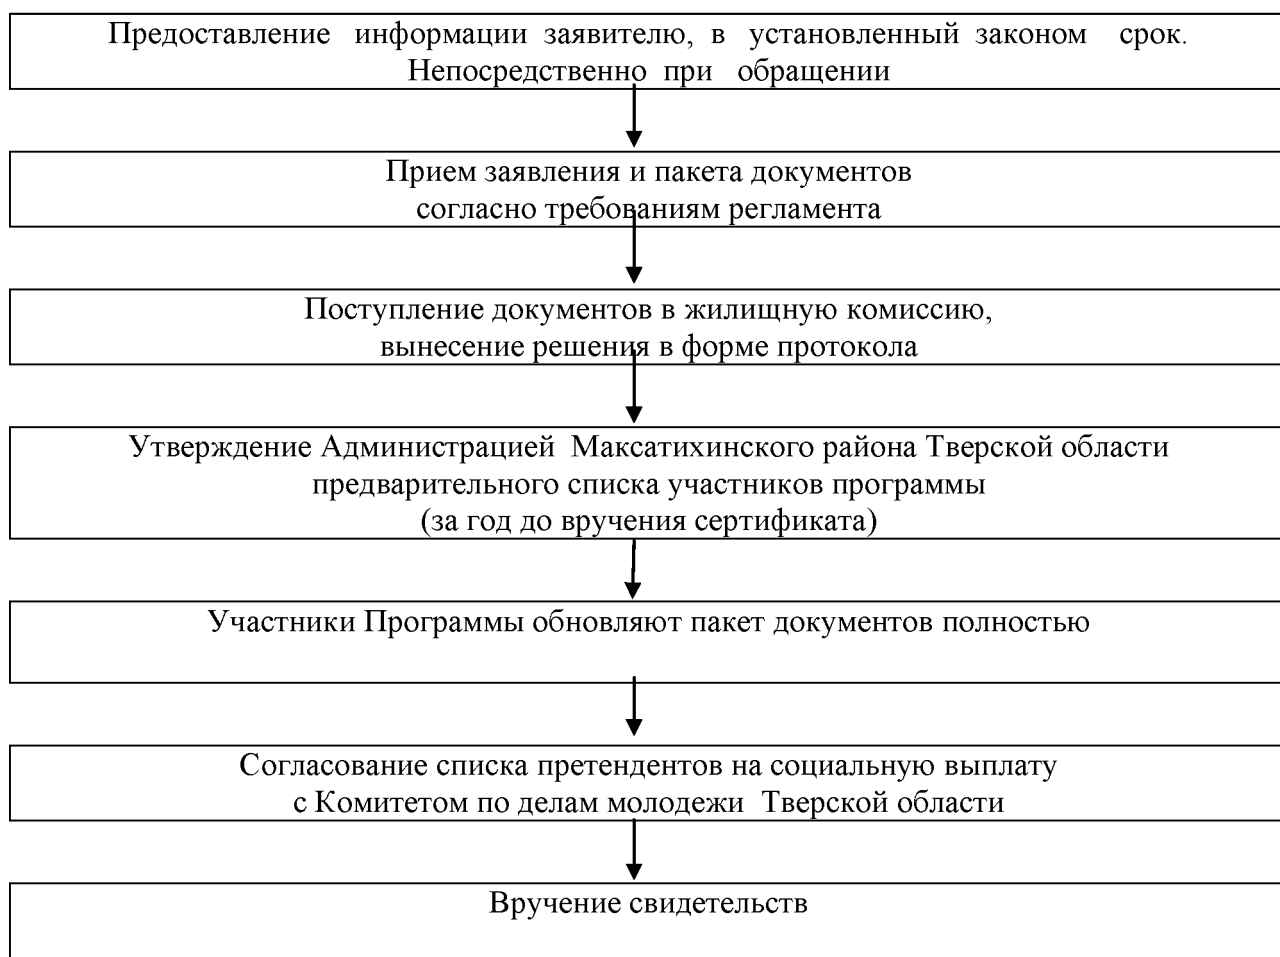 Предоставление информации заявителю, в установленный законом срок.
Непосредственно при обращении
Прием заявления и пакета документов
согласно требованиям регламента
Поступление документов в жилищную комиссию,
вынесение решения в форме протокола
Утверждение Администрацией Максатихинского района Тверской области
предварительного списка участников программы
(за год до вручения сертификата)
Участники Программы обновляют пакет документов полностью
Согласование списка претендентов на социальную выплату
с Комитетом по делам молодежи Тверской области
Вручение свидетельств